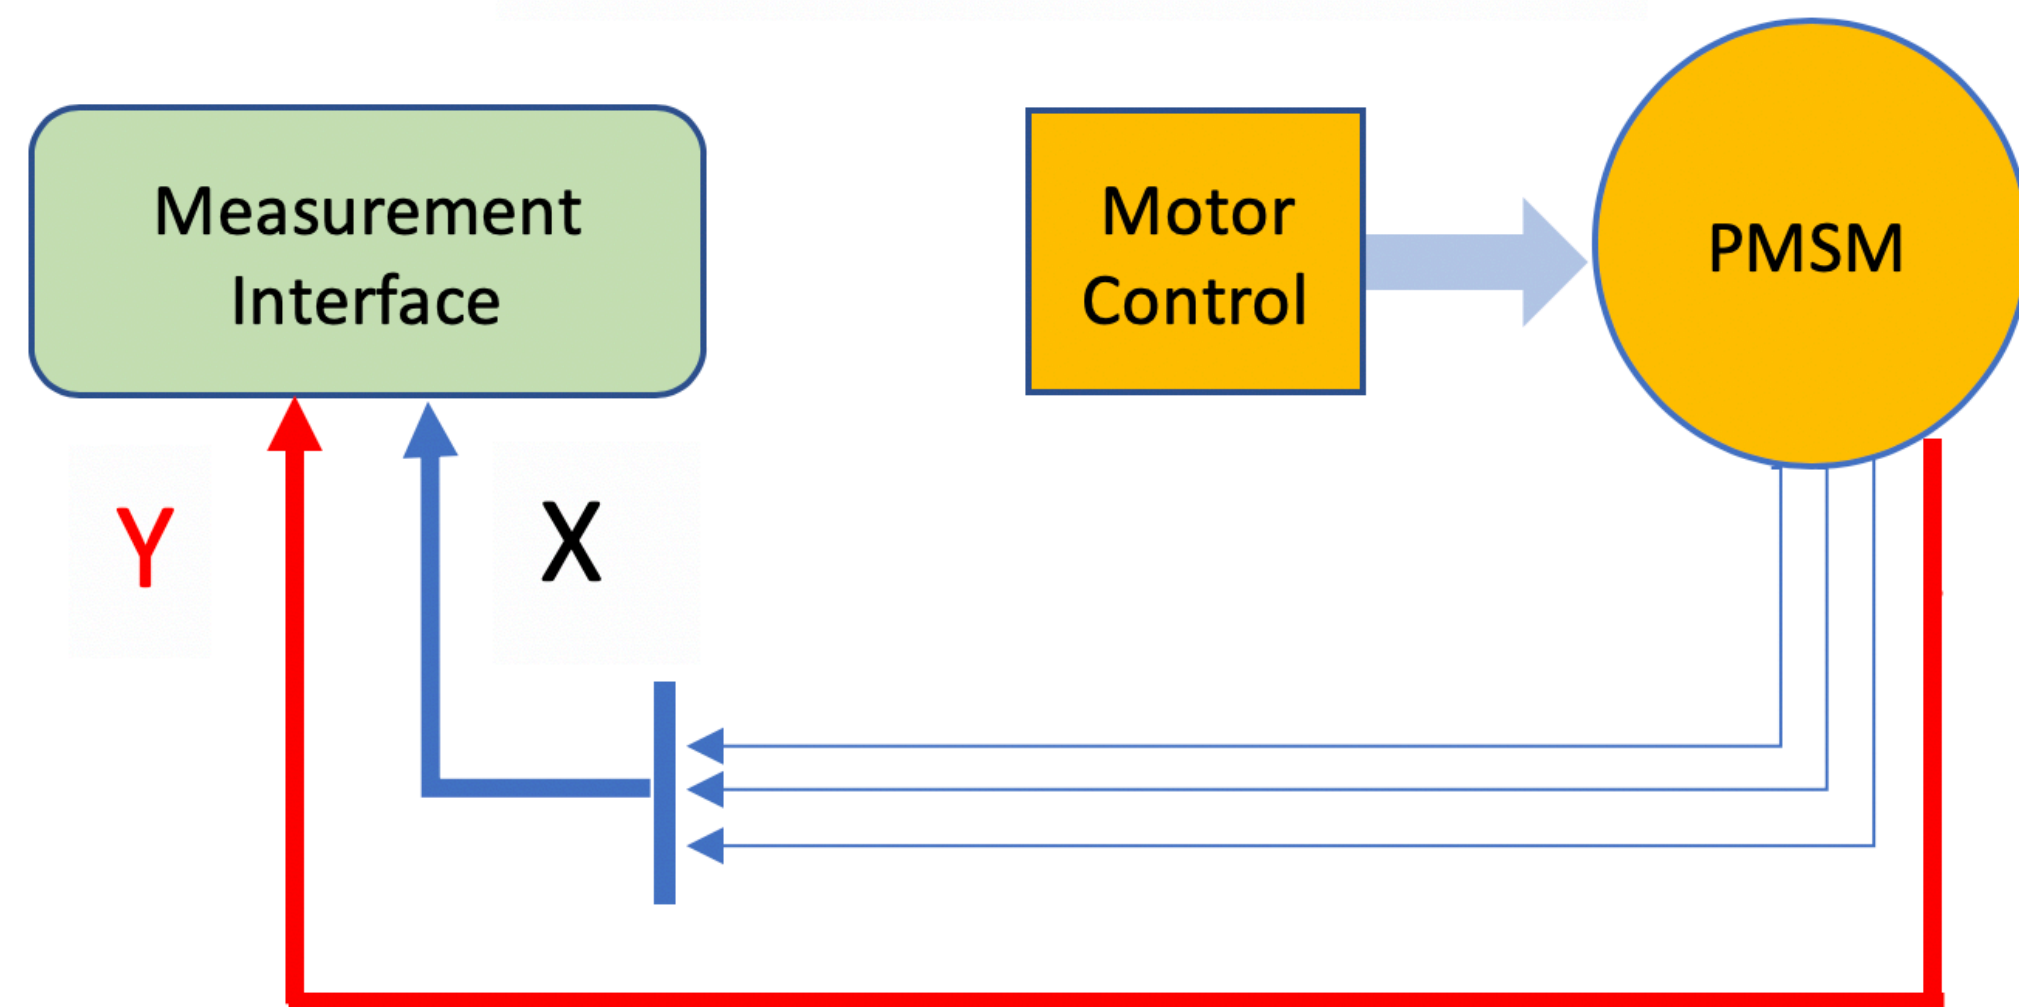 Measurement
Interface
Motor
Control
PMSM
Y
X